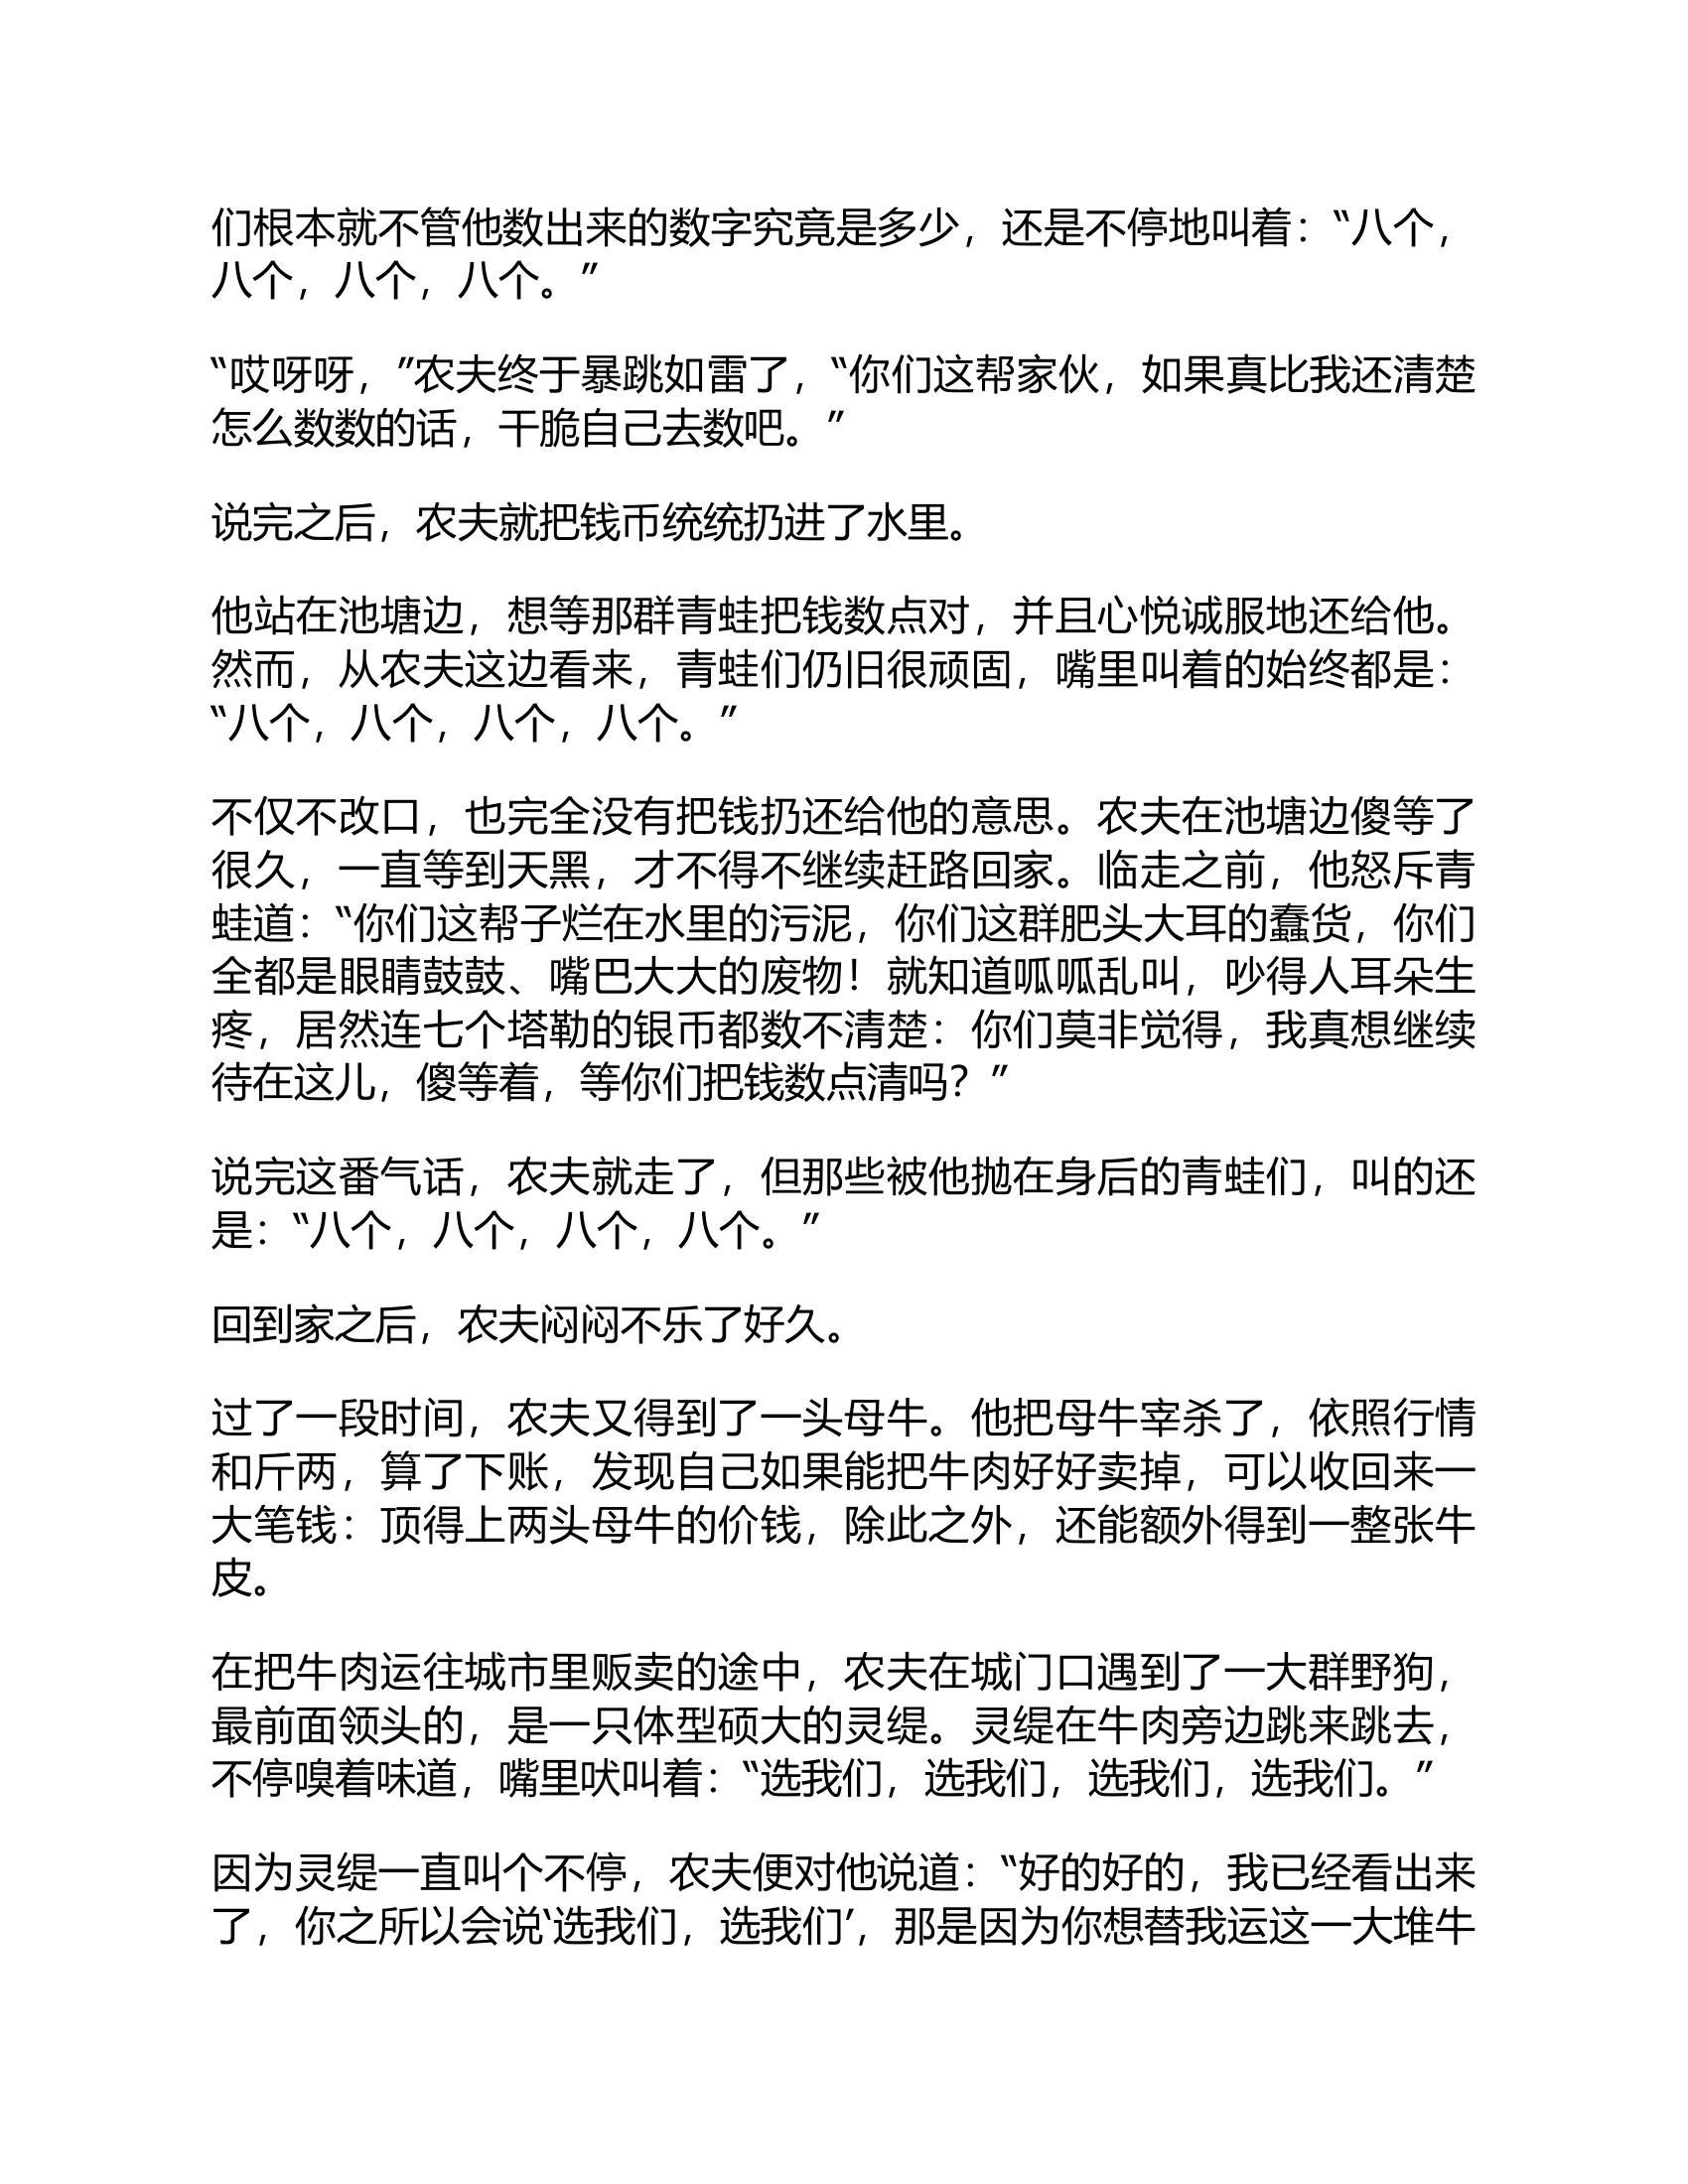 们根本就不管他数出来的数字究竟是多少，还是不停地叫着：“八个，
八个，八个，八个。”
“哎呀呀，”农夫终于暴跳如雷了，“你们这帮家伙，如果真比我还清楚
怎么数数的话，干脆自己去数吧。”
说完之后，农夫就把钱币统统扔进了水里。
他站在池塘边，想等那群青蛙把钱数点对，并且心悦诚服地还给他。
然而，从农夫这边看来，青蛙们仍旧很顽固，嘴里叫着的始终都是：
“八个，八个，八个，八个。”
不仅不改口，也完全没有把钱扔还给他的意思。农夫在池塘边傻等了
很久，一直等到天黑，才不得不继续赶路回家。临走之前，他怒斥青
蛙道：“你们这帮子烂在水里的污泥，你们这群肥头大耳的蠢货，你们
全都是眼睛鼓鼓、嘴巴大大的废物！就知道呱呱乱叫，吵得人耳朵生
疼，居然连七个塔勒的银币都数不清楚：你们莫非觉得，我真想继续
待在这儿，傻等着，等你们把钱数点清吗？”
说完这番气话，农夫就走了，但那些被他抛在身后的青蛙们，叫的还
是：“八个，八个，八个，八个。”
回到家之后，农夫闷闷不乐了好久。
过了一段时间，农夫又得到了一头母牛。他把母牛宰杀了，依照行情
和斤两，算了下账，发现自己如果能把牛肉好好卖掉，可以收回来一
大笔钱：顶得上两头母牛的价钱，除此之外，还能额外得到一整张牛
皮。
在把牛肉运往城市里贩卖的途中，农夫在城门口遇到了一大群野狗，
最前面领头的，是一只体型硕大的灵缇。灵缇在牛肉旁边跳来跳去，
不停嗅着味道，嘴里吠叫着：“选我们，选我们，选我们，选我们。”
因为灵缇一直叫个不停，农夫便对他说道：“好的好的，我已经看出来
了，你之所以会说‘选我们，选我们’，那是因为你想替我运这一大堆牛